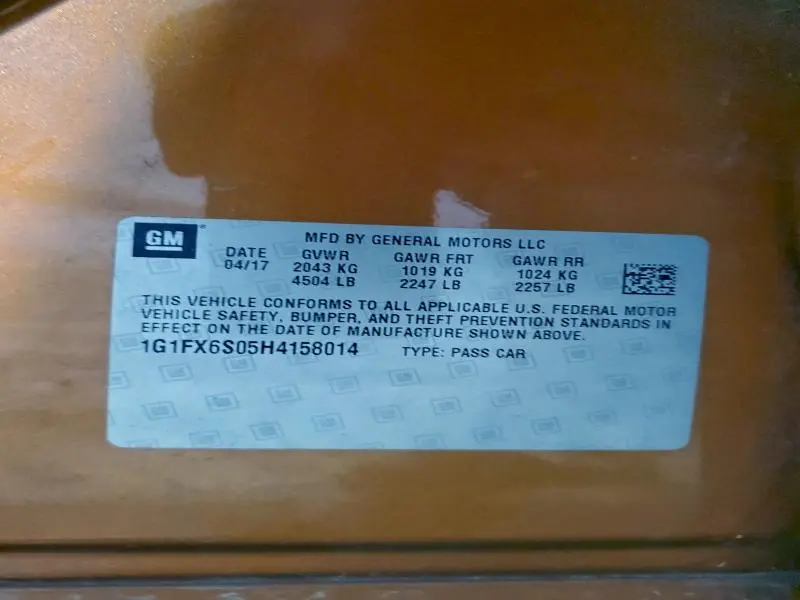 GM
MFD BY GENERAL MOTORS LLC
DATE GVWR GAWR FRT GAWR RR
04/17 2043 KG 1019 KG 1024 KG
4504 LB 2247 LB 2257 LB
THIS VEHICLE CONFORMS TO ALL APPLICABLE U.S. FEDERAL MOTOR
VEHICLE SAFETY, BUMPER, AND THEFT PREVENTION STANDARDS IN
EFFECT ON THE DATE OF MANUFACTURE SHOWN ABOVE.
1G1FX6S05H4158014 TYPE: PASS CAR